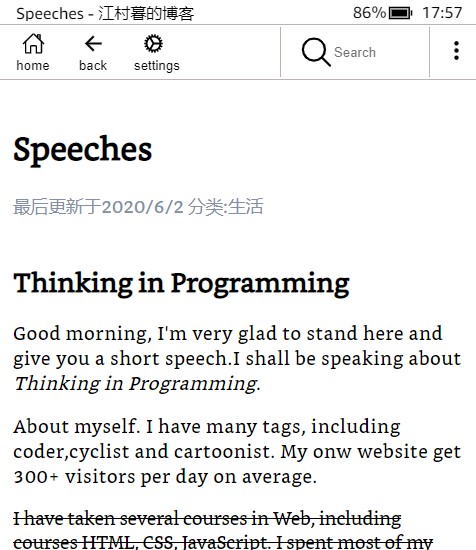 Speeches - 江村暮的博客
86% 17:57
home back settings Search
Speeches
最后更新于2020/6/2 分类:生活
Thinking in Programming
Good morning, I'm very glad to stand here and
give you a short speech.I shall be speaking about
Thinking in Programming.
About myself. I have many tags, including
coder,cyclist and cartoonist. My onw website get
300+ visitors per day on average.
I have taken several courses in Web, including
courses HTML, CSS, JavaScript. I spent most of my